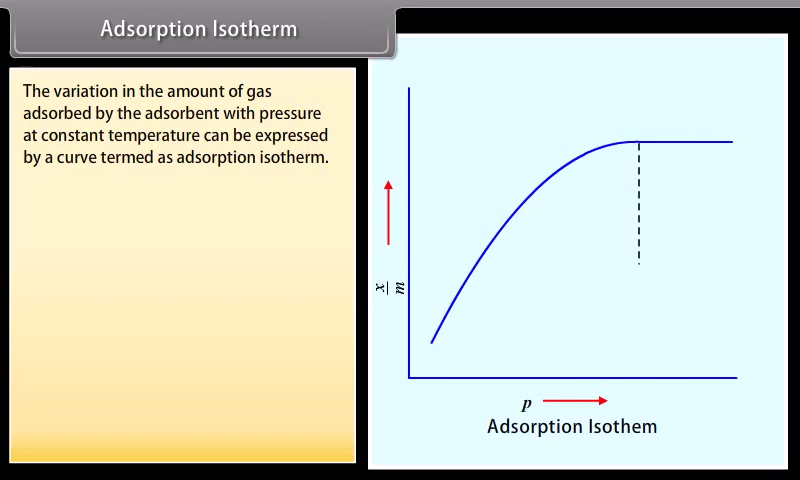 Adsorption Isotherm
The variation in the amount of gas
adsorbed by the adsorbent with pressure
at constant temperature can be expressed
by a curve termed as adsorption isotherm.
x
m
p
Adsorption Isothem